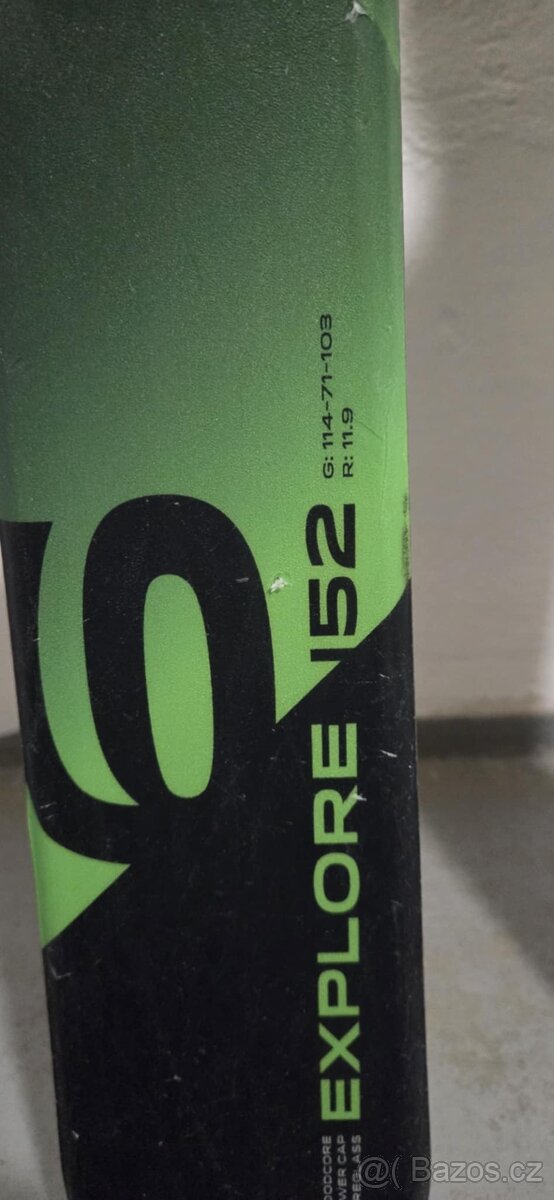 G: 114-71-103
R: 11.9
EXPLORE 152
@( Bazos.cz